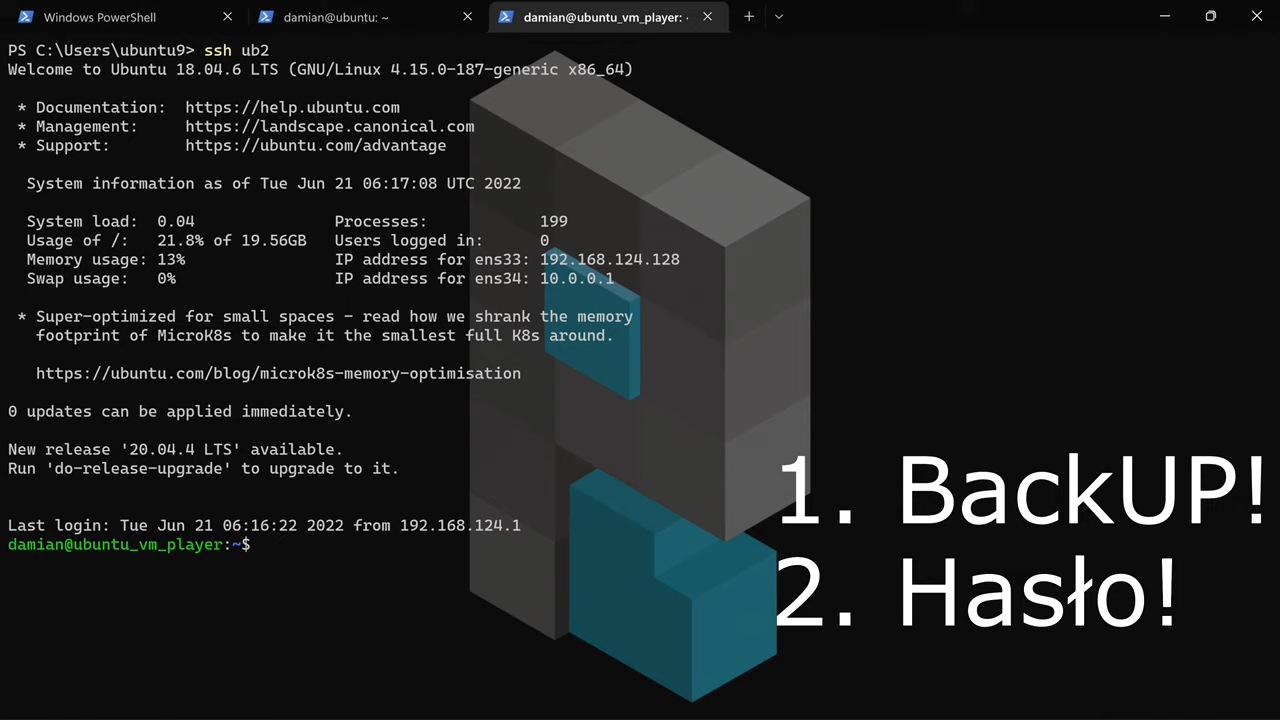 Windows PowerShell
damian@ubuntu: ~
damian@ubuntu_vm_player:
PS C:\Users\ubuntu9> ssh ub2
Welcome to Ubuntu 18.04.6 LTS (GNU/Linux 4.15.0-187-generic x86_64)
* Documentation:  https://help.ubuntu.com
* Management:     https://landscape.canonical.com
* Support:        https://ubuntu.com/advantage
System information as of Tue Jun 21 06:17:08 UTC 2022
System load:  0.04               Processes:            199
Usage of /:   21.8% of 19.56GB   Users logged in:      0
Memory usage: 13%                IP address for ens33: 192.168.124.128
Swap usage:   0%                 IP address for ens34: 10.0.0.1
* Super-optimized for small spaces - read how we shrank the memory
footprint of MicroK8s to make it the smallest full K8s around.
https://ubuntu.com/blog/microk8s-memory-optimisation
0 updates can be applied immediately.
New release '20.04.4 LTS' available.
Run 'do-release-upgrade' to upgrade to it.
Last login: Tue Jun 21 06:16:22 2022 from 192.168.124.1
damian@ubuntu_vm_player:~$
1. BackUP!
2. Hasło!